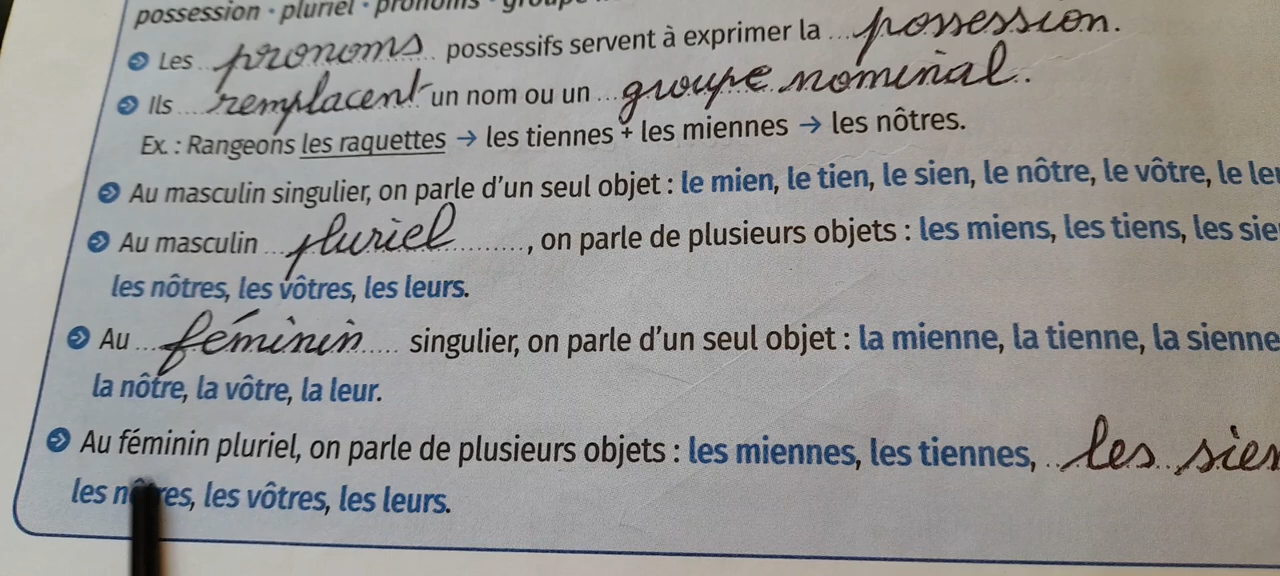 possession • pluriel • pronoms • groupe
Les pronoms possessifs servent à exprimer la possession.
Ils remplacent un nom ou un groupe nominal.
Ex. : Rangeons les raquettes → les tiennes + les miennes → les nôtres.
Au masculin singulier, on parle d'un seul objet : le mien, le tien, le sien, le nôtre, le vôtre, le
Au masculin pluriel, on parle de plusieurs objets : les miens, les tiens, les
les nôtres, les vôtres, les leurs.
Au féminin singulier, on parle d'un seul objet : la mienne, la tienne, la sienne
la nôtre, la vôtre, la leur.
Au féminin pluriel, on parle de plusieurs objets : les miennes, les tiennes, les
les vôtres, les leurs.